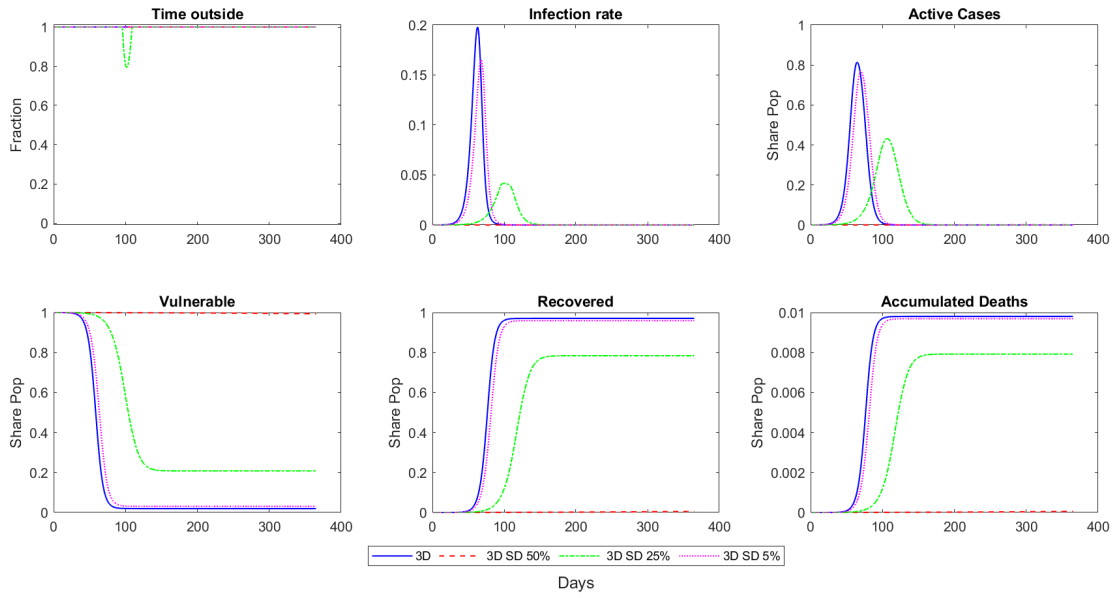 Time outside
Infection rate
Active Cases
Fraction
1
0.8
0.6
0.4
0.2
0
0 100 200 300 400
0.2
0.15
0.1
0.05
0
0 100 200 300 400
Share Pop
1
0.8
0.6
0.4
0.2
0
0 100 200 300 400
Vulnerable
Recovered
Accumulated Deaths
Share Pop
1
0.8
0.6
0.4
0.2
0
0 100 200 300 400
Share Pop
1
0.8
0.6
0.4
0.2
0
0 100 200 300 400
Share Pop
0.01
0.008
0.006
0.004
0.002
0
0 100 200 300 400
3D 3D SD 50% 3D SD 25% 3D SD 5%
Days